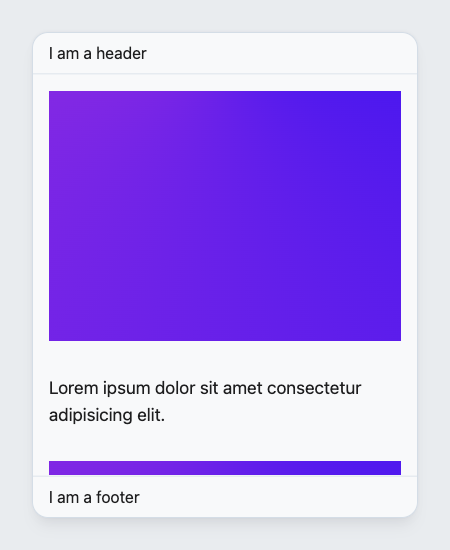 I am a header
Lorem ipsum dolor sit amet consectetur
adipisicing elit.
I am a footer